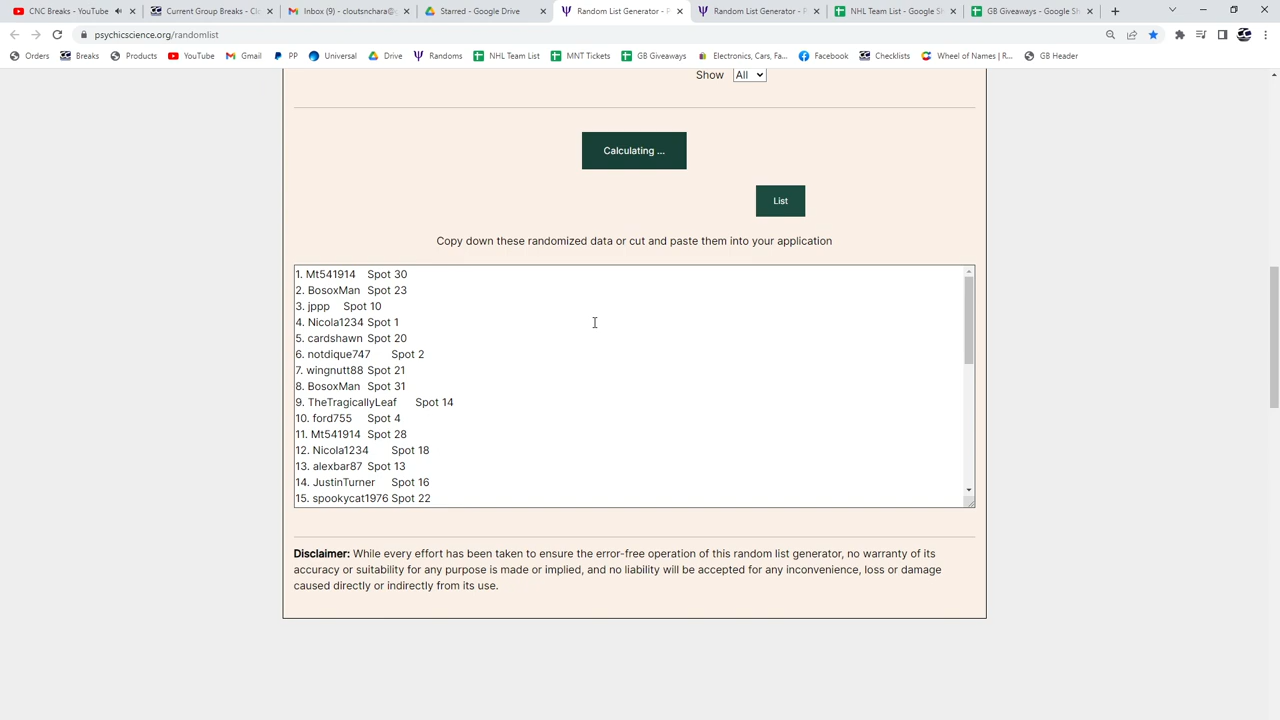 CNC Breaks - YouTube
Current Group Breaks - Clo
Inbox (9) - cloutsnchara@g
Starred - Google Drive
Random List Generator - P
Random List Generator - P
NHL Team List - Google Sh
GB Giveaways - Google Sh
psychicscience.org/randomlist
Orders
Breaks
Products
YouTube
Gmail
PP
Universal
Drive
Randoms
NHL Team List
MNT Tickets
GB Giveaways
Electronics, Cars, Fa...
Facebook
Checklists
Wheel of Names | R...
GB Header
Show All
Calculating ...
List
Copy down these randomized data or cut and paste them into your application
1. Mt541914 Spot 30
2. BosoxMan Spot 23
3. jppp Spot 10
4. Nicola1234 Spot 1
5. cardshawn Spot 20
6. notdique747 Spot 2
7. wingnutt88 Spot 21
8. BosoxMan Spot 31
9. TheTragicallyLeaf Spot 14
10. ford755 Spot 4
11. Mt541914 Spot 28
12. Nicola1234 Spot 18
13. alexbar87 Spot 13
14. JustinTurner Spot 16
15. spookycat1976 Spot 22
Disclaimer: While every effort has been taken to ensure the error-free operation of this random list generator, no warranty of its
accuracy or suitability for any purpose is made or implied, and no liability will be accepted for any inconvenience, loss or damage
caused directly or indirectly from its use.